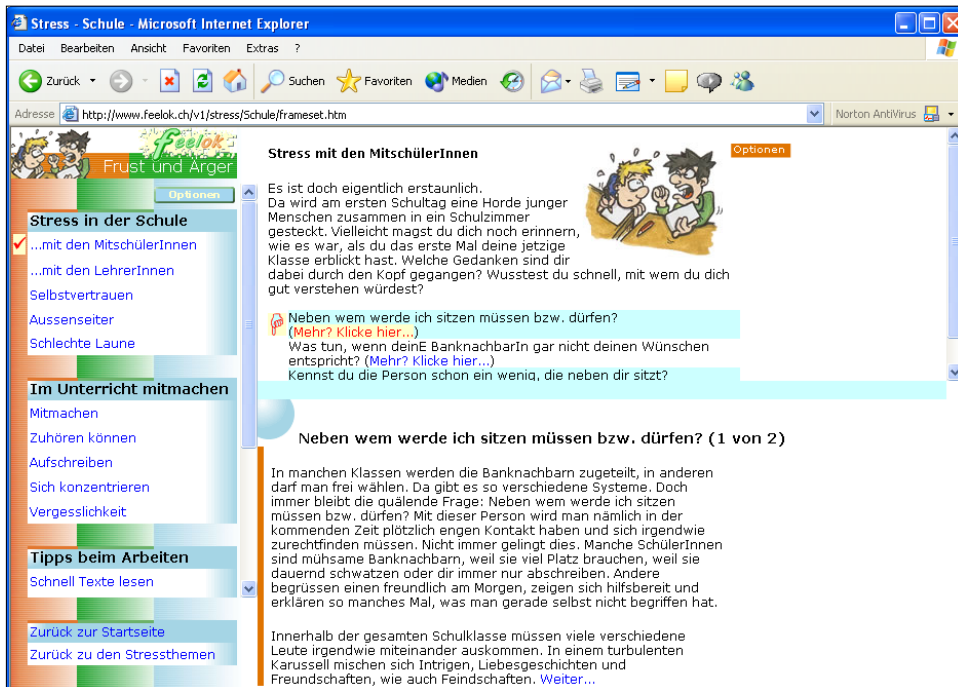 Stress - Schule - Microsoft Internet Explorer
Datei Bearbeiten Ansicht Favoriten Extras ?
Zurück Suchen Favoriten Medien
Adresse http://www.feelok.ch/v1/stress/Schule/frameset.htm Norton AntiVirus
feelok
Frust und Ärger
Optionen
Stress in der Schule
...mit den MitschülerInnen
...mit den LehrerInnen
Selbstvertrauen
Aussenseiter
Schlechte Laune
Im Unterricht mitmachen
Mitmachen
Zuhören können
Aufschreiben
Sich konzentrieren
Vergesslichkeit
Tipps beim Arbeiten
Schnell Texte lesen
Zurück zur Startseite
Zurück zu den Stressthemen
Stress mit den MitschülerInnen
Optionen
Es ist doch eigentlich erstaunlich.
Da wird am ersten Schultag eine Horde junger
Menschen zusammen in ein Schulzimmer
gesteckt. Vielleicht magst du dich noch erinnern,
wie es war, als du das erste Mal deine jetzige
Klasse erblickt hast. Welche Gedanken sind dir
dabei durch den Kopf gegangen? Wusstest du schnell, mit wem du dich
gut verstehen würdest?
Neben wem werde ich sitzen müssen bzw. dürfen?
(Mehr? Klicke hier...)
Was tun, wenn deinE BanknachbarIn gar nicht deinen Wünschen
entspricht? (Mehr? Klicke hier...)
Kennst du die Person schon ein wenig, die neben dir sitzt?
Neben wem werde ich sitzen müssen bzw. dürfen? (1 von 2)
In manchen Klassen werden die Banknachbarn zugeteilt, in anderen
darf man frei wählen. Da gibt es so verschiedene Systeme. Doch
immer bleibt die quälende Frage: Neben wem werde ich sitzen
müssen bzw. dürfen? Mit dieser Person wird man nämlich in der
kommenden Zeit plötzlich engen Kontakt haben und sich irgendwie
zurechtfinden müssen. Nicht immer gelingt dies. Manche SchülerInnen
sind mühsame Banknachbarn, weil sie viel Platz brauchen, weil sie
dauernd schwatzen oder dir immer nur abschreiben. Andere
begrüssen einen freundlich am Morgen, zeigen sich hilfsbereit und
erklären so manches Mal, was man gerade selbst nicht begriffen hat.
Innerhalb der gesamten Schulklasse müssen viele verschiedene
Leute irgendwie miteinander auskommen. In einem turbulenten
Karussell mischen sich Intrigen, Liebesgeschichten und
Freundschaften, wie auch Feindschaften. Weiter...